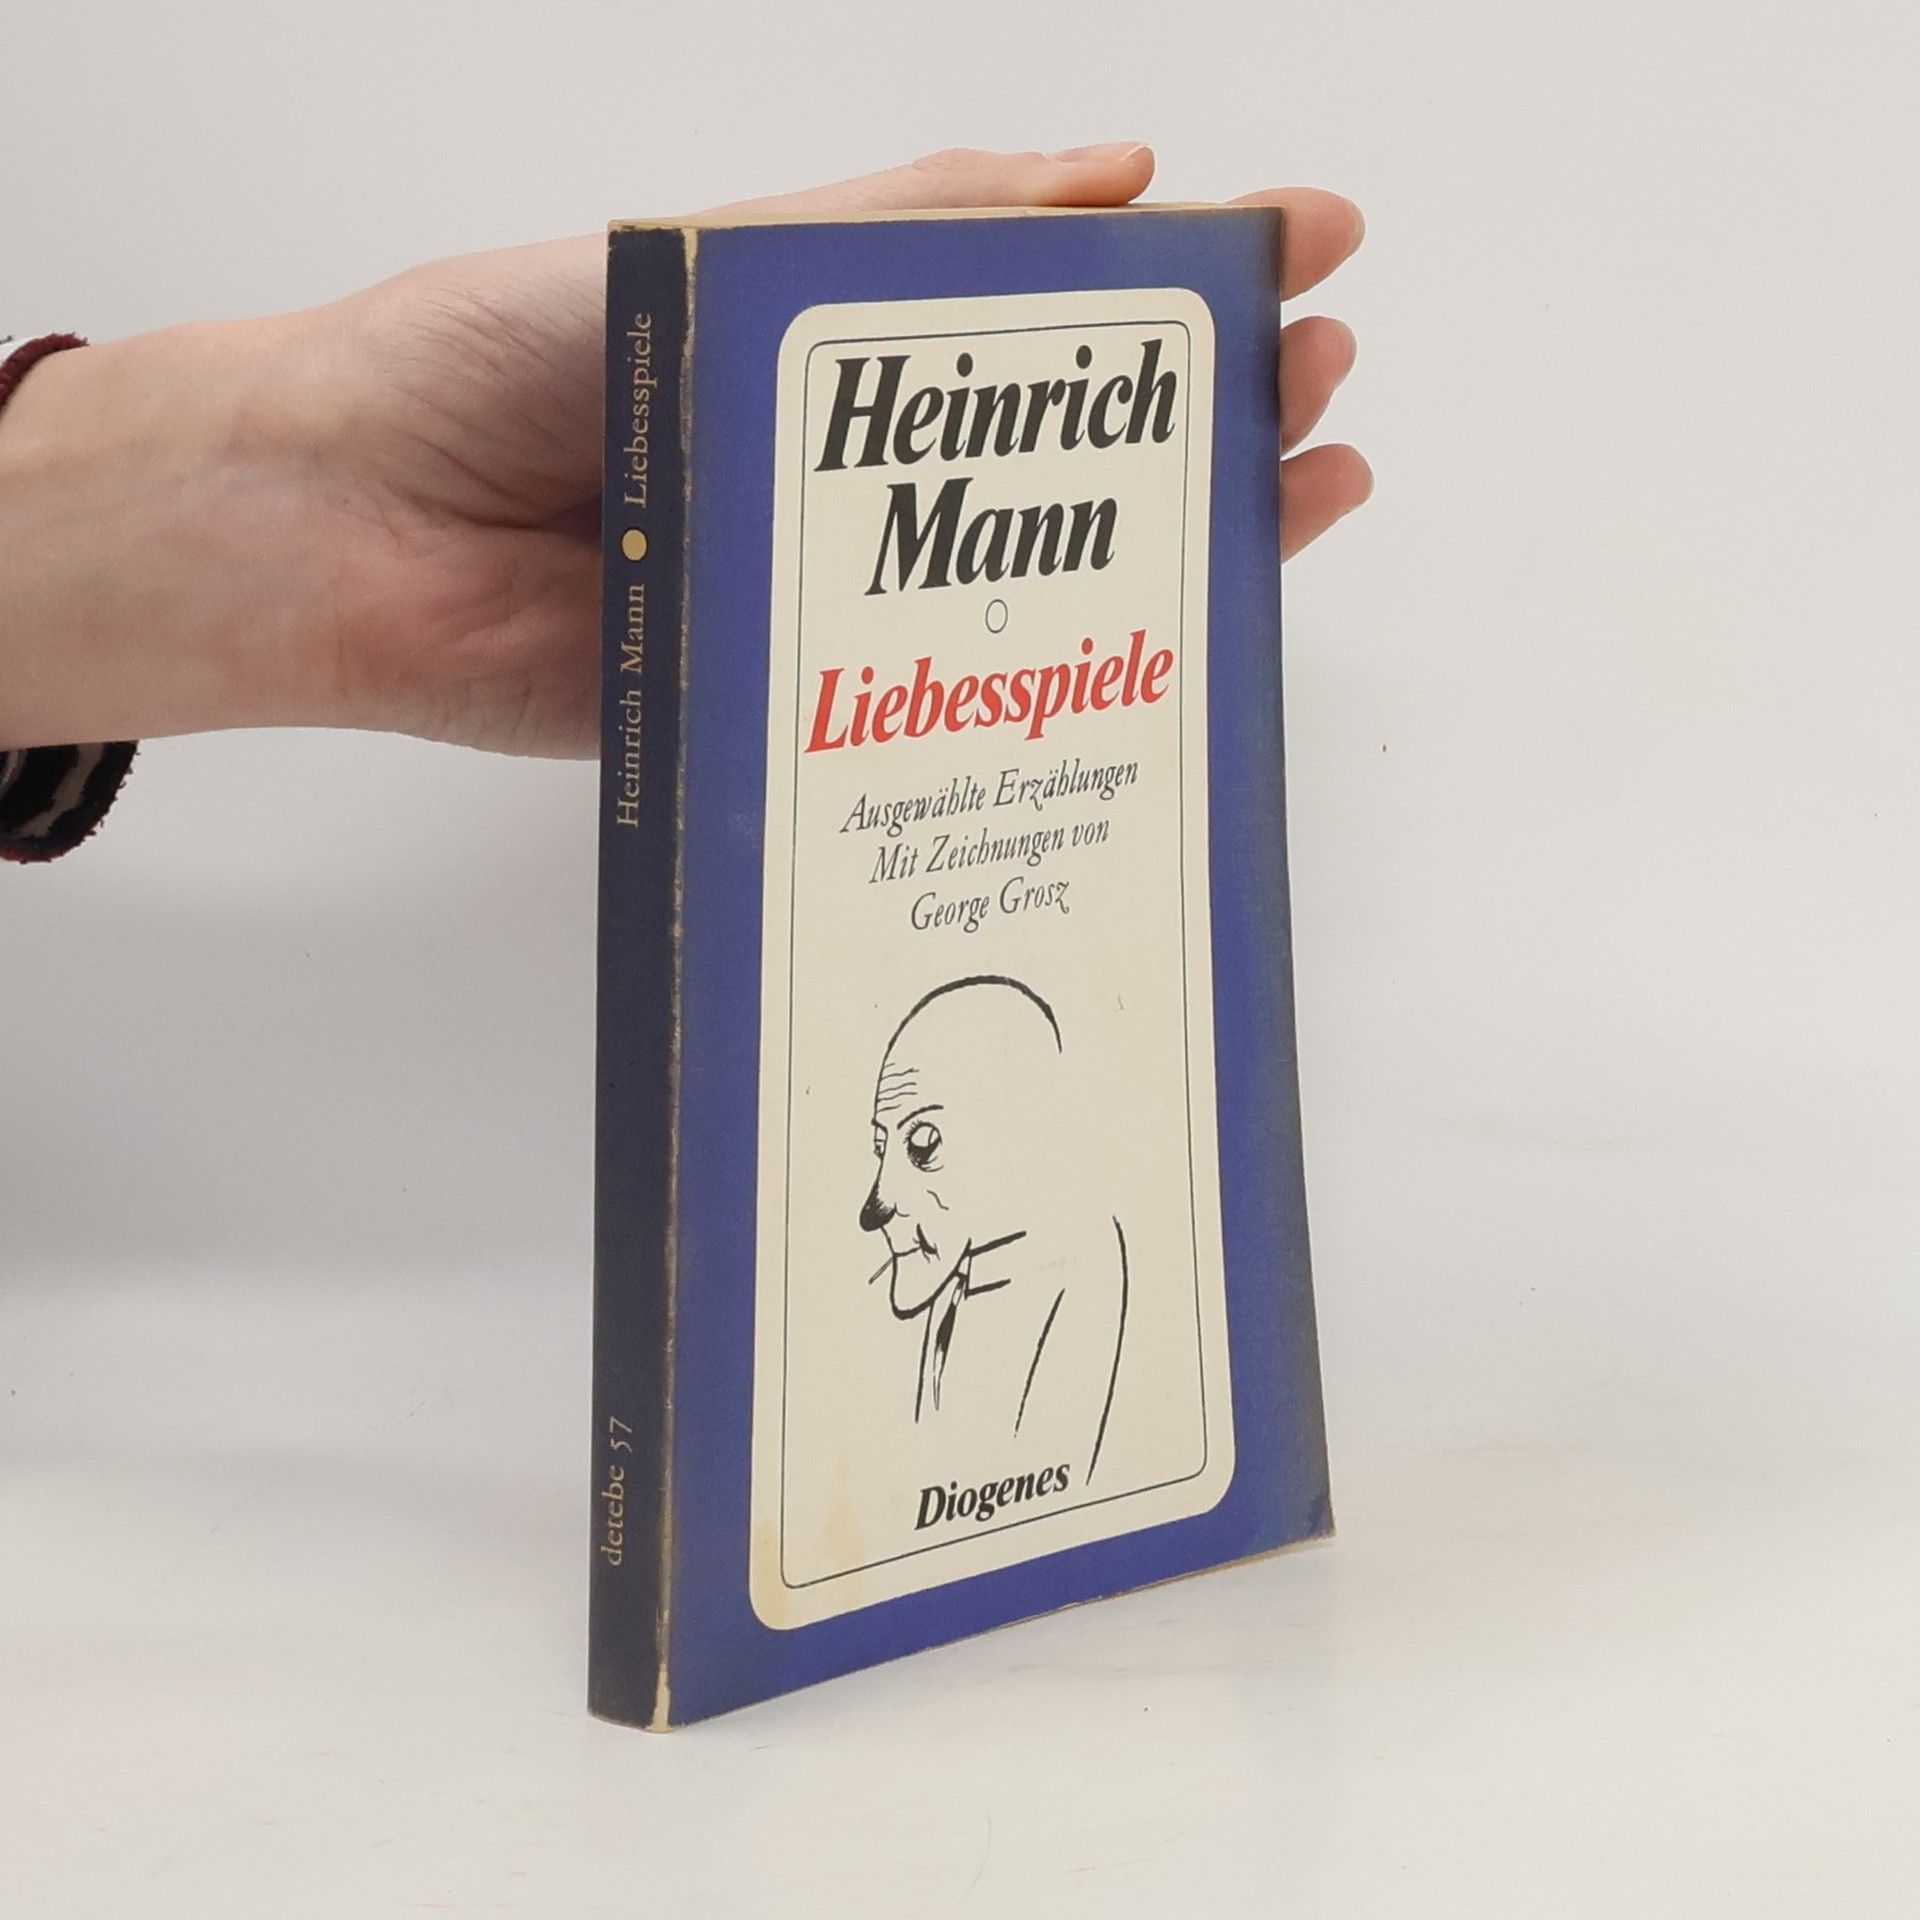 Heinrich
Mann
Liebesspiele
Ausgewählte Erzählungen
Mit Zeichnungen von
George Grosz
Diogenes
Heinrich Mann ● Liebesspiele
detebe 57